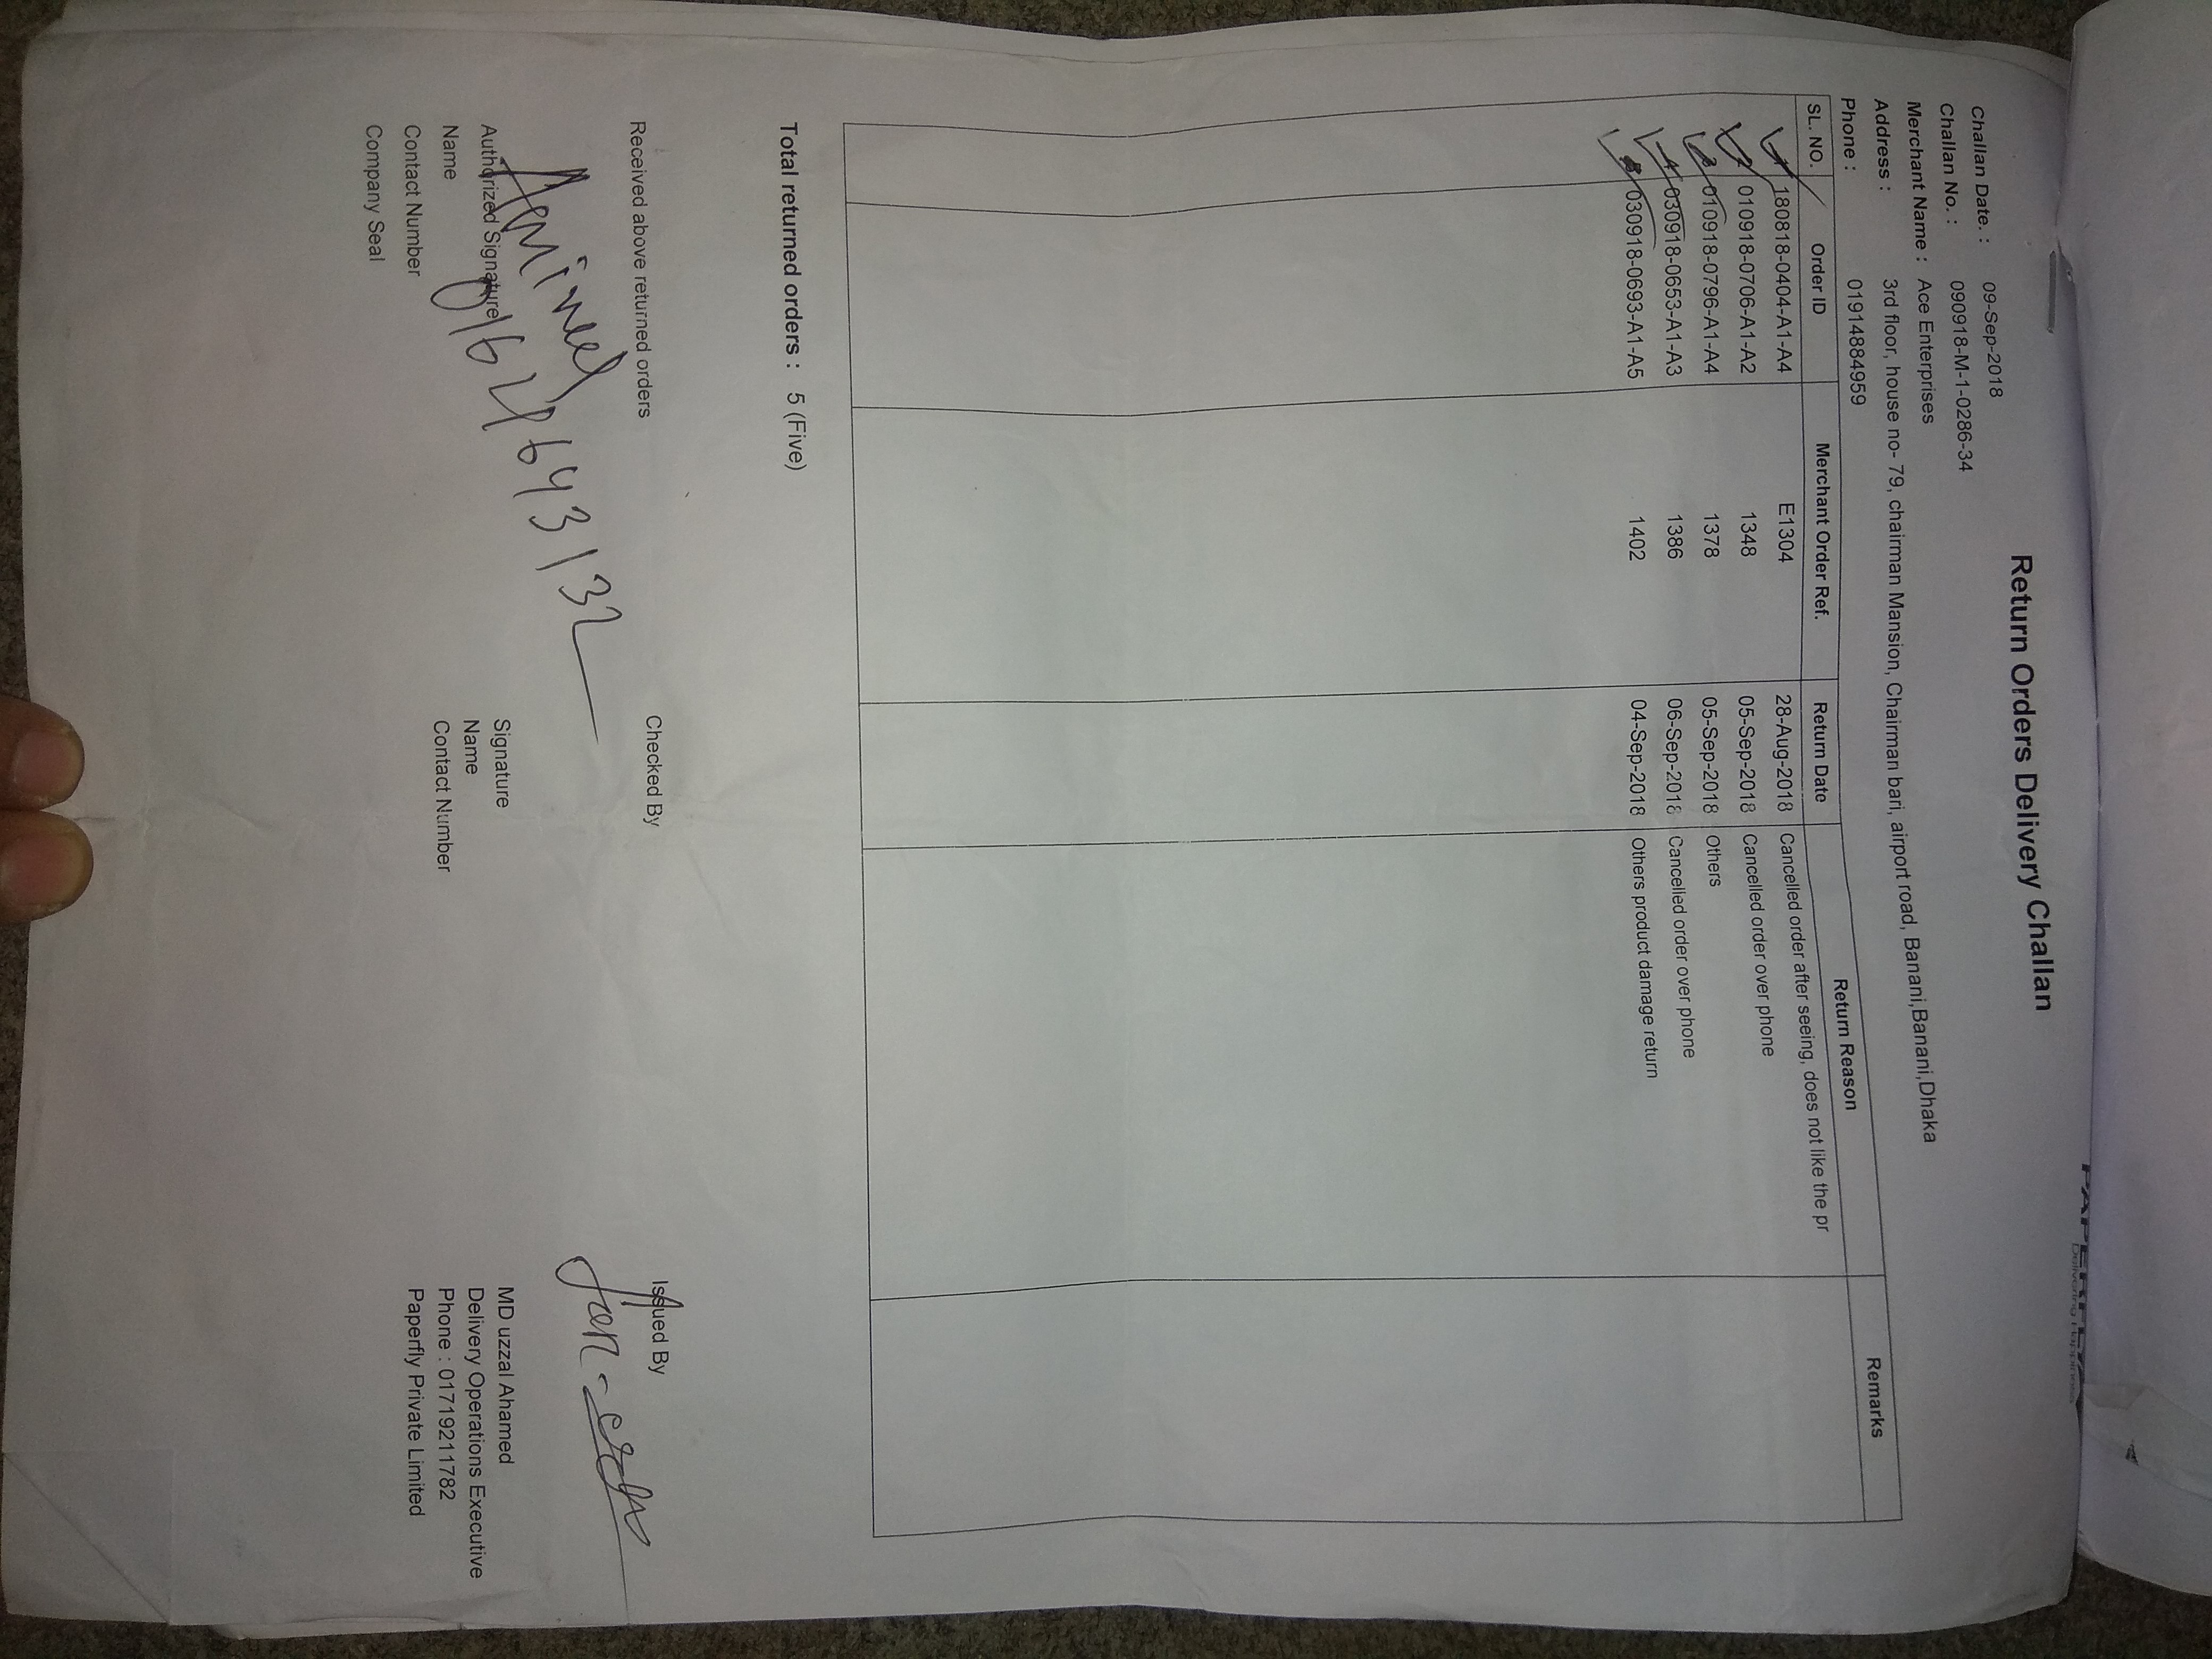 PAPERFLY
Delivering Happiness
Return Orders Delivery Challan
Challan Date. : 09-Sep-2018
Challan No. : 090918-M-1-0286-34
Merchant Name : Ace Enterprises
Address : 3rd floor, house no- 79, chairman Mansion, Chairman bari, airport road, Banani,Banani,Dhaka
Phone : 01914884959
SL. NO. Order ID Merchant Order Ref. Return Date Return Reason Remarks
1 180818-0404-A1-A4 E1304 28-Aug-2018 Cancelled order after seeing, does not like the pr
2 010918-0706-A1-A2 1348 05-Sep-2018 Cancelled order over phone
3 010918-0796-A1-A4 1378 05-Sep-2018 Others
4 030918-0653-A1-A3 1386 06-Sep-2018 Cancelled order over phone
5 030918-0693-A1-A5 1402 04-Sep-2018 Others product damage return
Total returned orders : 5 (Five)
Received above returned orders Checked By Issued By
01624643132
Authorized Signature Signature MD uzzal Ahamed
Name Name Delivery Operations Executive
Contact Number Contact Number Phone : 01719211782
Company Seal Paperfly Private Limited